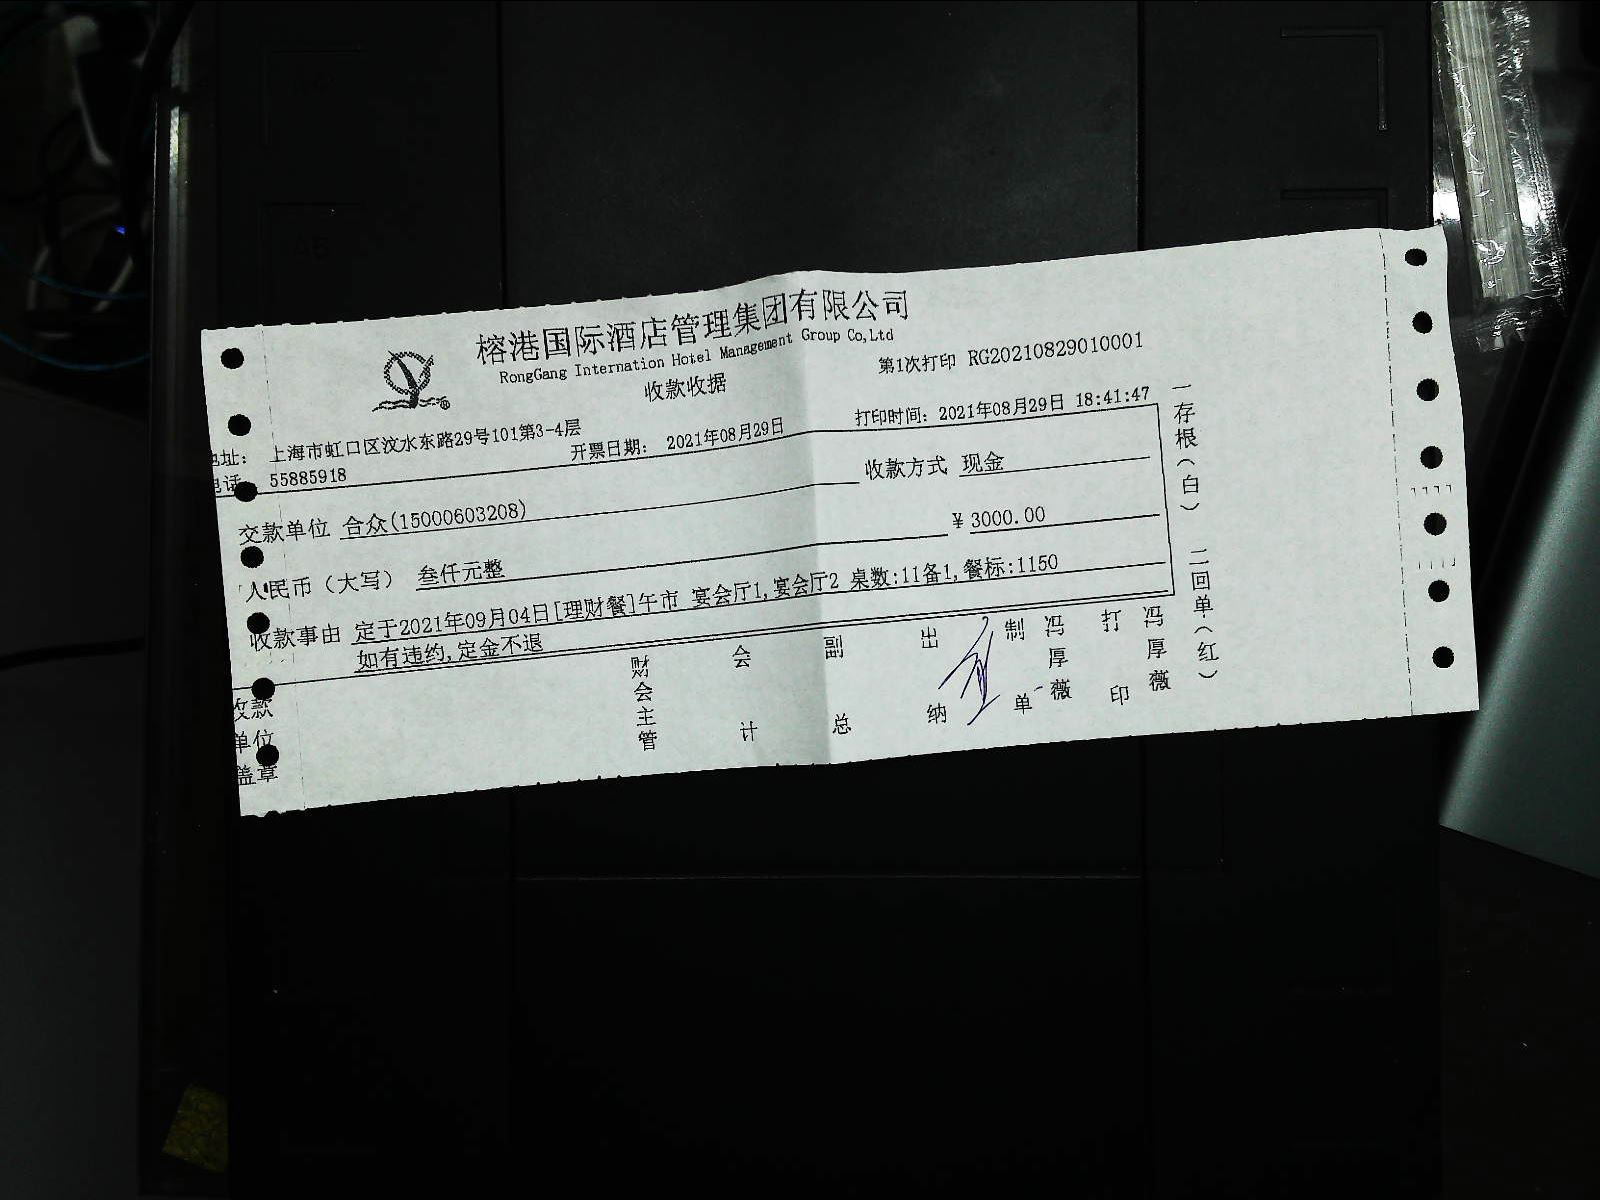 榕港国际酒店管理集团有限公司
RongGang Internation Hotel Management Group Co,Ltd
收款收据
第1次打印 RG20210829010001
地址： 上海市虹口区汶水东路29号101第3-4层
电话 55885918
开票日期： 2021年08月29日
打印时间：2021年08月29日 18:41:47
交款单位 合众(15000603208)
收款方式 现金
人民币（大写） 叁仟元整
¥ 3000.00
收款事由 定于2021年09月04日[理财餐]午市 宴会厅1,宴会厅2 桌数:11备1,餐标:1150
如有违约,定金不退
收款单位盖章
财会主管
会计
副总
出纳
制单 冯厚薇
打印 冯厚薇
一存根（白） 二回单（红）